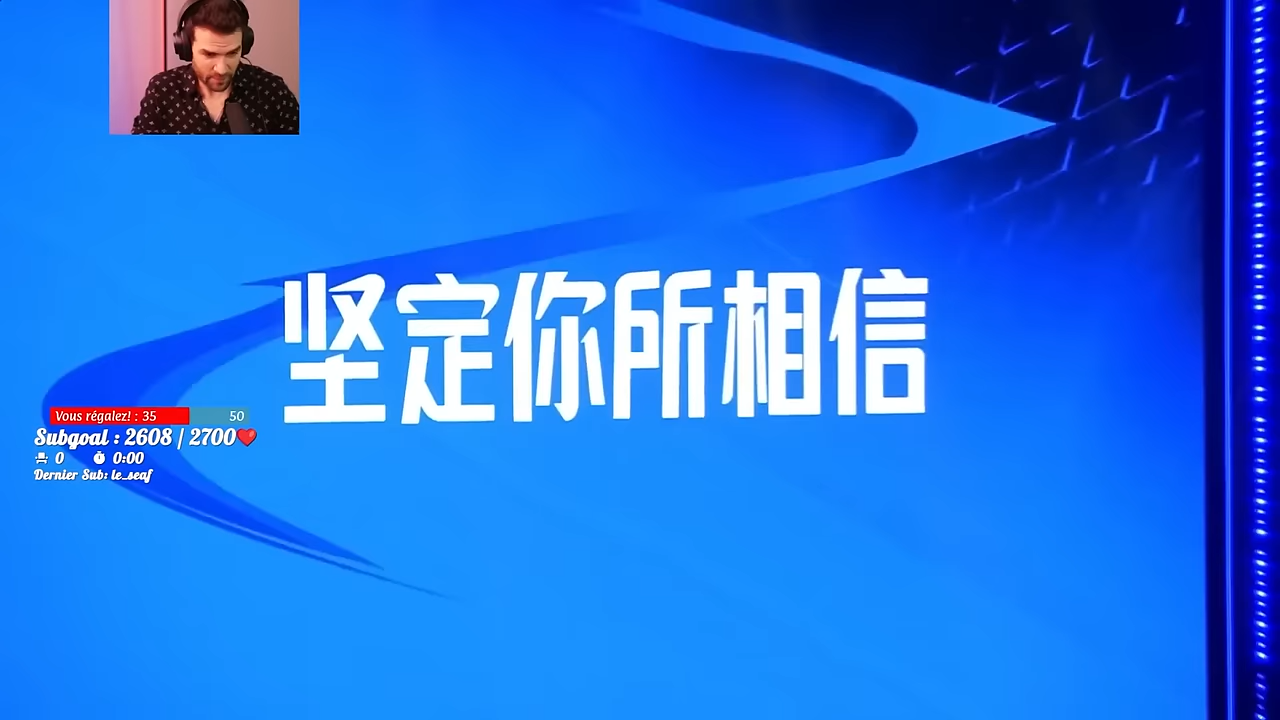 坚定你所相信
Vous régalez! : 35 50
Subgoal : 2608 / 2700❤️
0 0:00
Dernier Sub: le_seaf